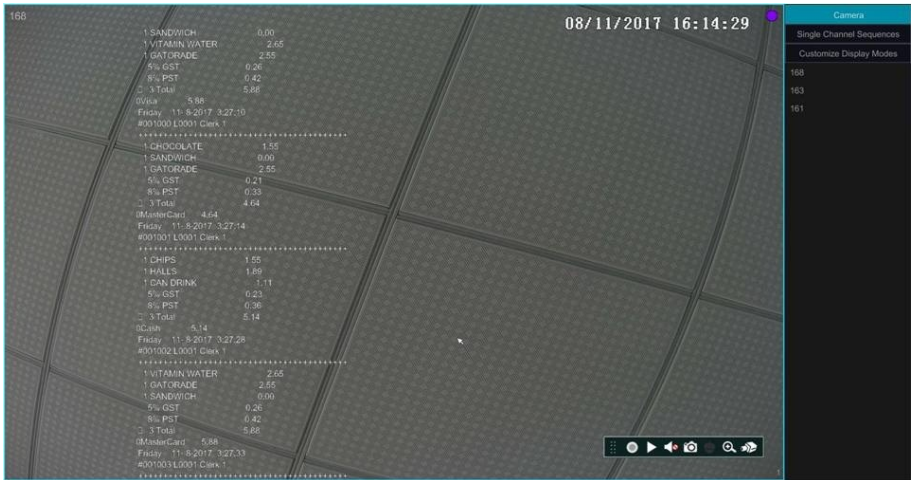 168
08/11/2017 16:14:29
1 SANDWICH 0.00
1 VITAMIN WATER 2.65
1 GATORADE 2.55
5% GST 0.26
8% PST 0.42
3 Total 5.88
0Visa 5.88
Friday 11- 8-2017 3:27:10
#001000 L0001 Clerk 1
++++++++++++++++++++++++++++++++++++++
1 CHOCOLATE 1.55
1 SANDWICH 0.00
1 GATORADE 2.55
5% GST 0.21
8% PST 0.33
3 Total 4.64
0MasterCard 4.64
Friday 11- 8-2017 3:27:14
#001001 L0001 Clerk 1
++++++++++++++++++++++++++++++++++++++
1 CHIPS 1.55
1 HALLS 1.89
1 CAN DRINK 1.11
5% GST 0.23
8% PST 0.36
3 Total 5.14
0Cash 5.14
Friday 11- 8-2017 3:27:28
#001002 L0001 Clerk 1
++++++++++++++++++++++++++++++++++++++
1 VITAMIN WATER 2.65
1 GATORADE 2.55
1 SANDWICH 0.00
5% GST 0.26
8% PST 0.42
3 Total 5.88
0MasterCard 5.88
Friday 11- 8-2017 3:27:33
#001003 L0001 Clerk 1
++++++++++++++++++++++++++++++++++++++
1
Camera
Single Channel Sequences
Customize Display Modes
168
163
161